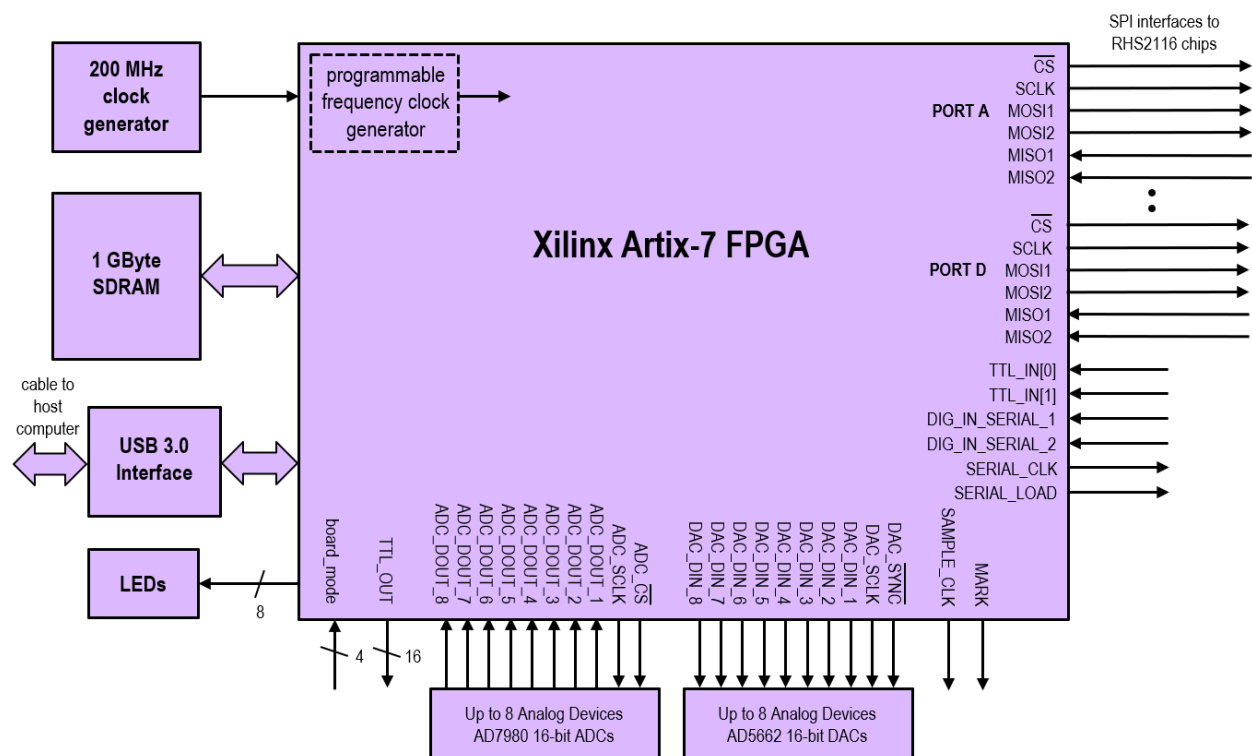 SPI interfaces to
RHS2116 chips
200 MHz
clock
generator
programmable
frequency clock
generator
PORT A
C̅S̅
SCLK
MOSI1
MOSI2
MISO1
MISO2
Xilinx Artix-7 FPGA
1 GByte
SDRAM
PORT D
C̅S̅
SCLK
MOSI1
MOSI2
MISO1
MISO2
TTL_IN[0]
TTL_IN[1]
DIG_IN_SERIAL_1
DIG_IN_SERIAL_2
SERIAL_CLK
SERIAL_LOAD
cable to
host
computer
USB 3.0
Interface
LEDs
8
board_mode
4
TTL_OUT
16
ADC_DOUT_8
ADC_DOUT_7
ADC_DOUT_6
ADC_DOUT_5
ADC_DOUT_4
ADC_DOUT_3
ADC_DOUT_2
ADC_DOUT_1
ADC_SCLK
ADC_C̅S̅
DAC_DIN_8
DAC_DIN_7
DAC_DIN_6
DAC_DIN_5
DAC_DIN_4
DAC_DIN_3
DAC_DIN_2
DAC_DIN_1
DAC_SCLK
DAC_S̅Y̅N̅C̅
SAMPLE_CLK
MARK
Up to 8 Analog Devices
AD7980 16-bit ADCs
Up to 8 Analog Devices
AD5662 16-bit DACs